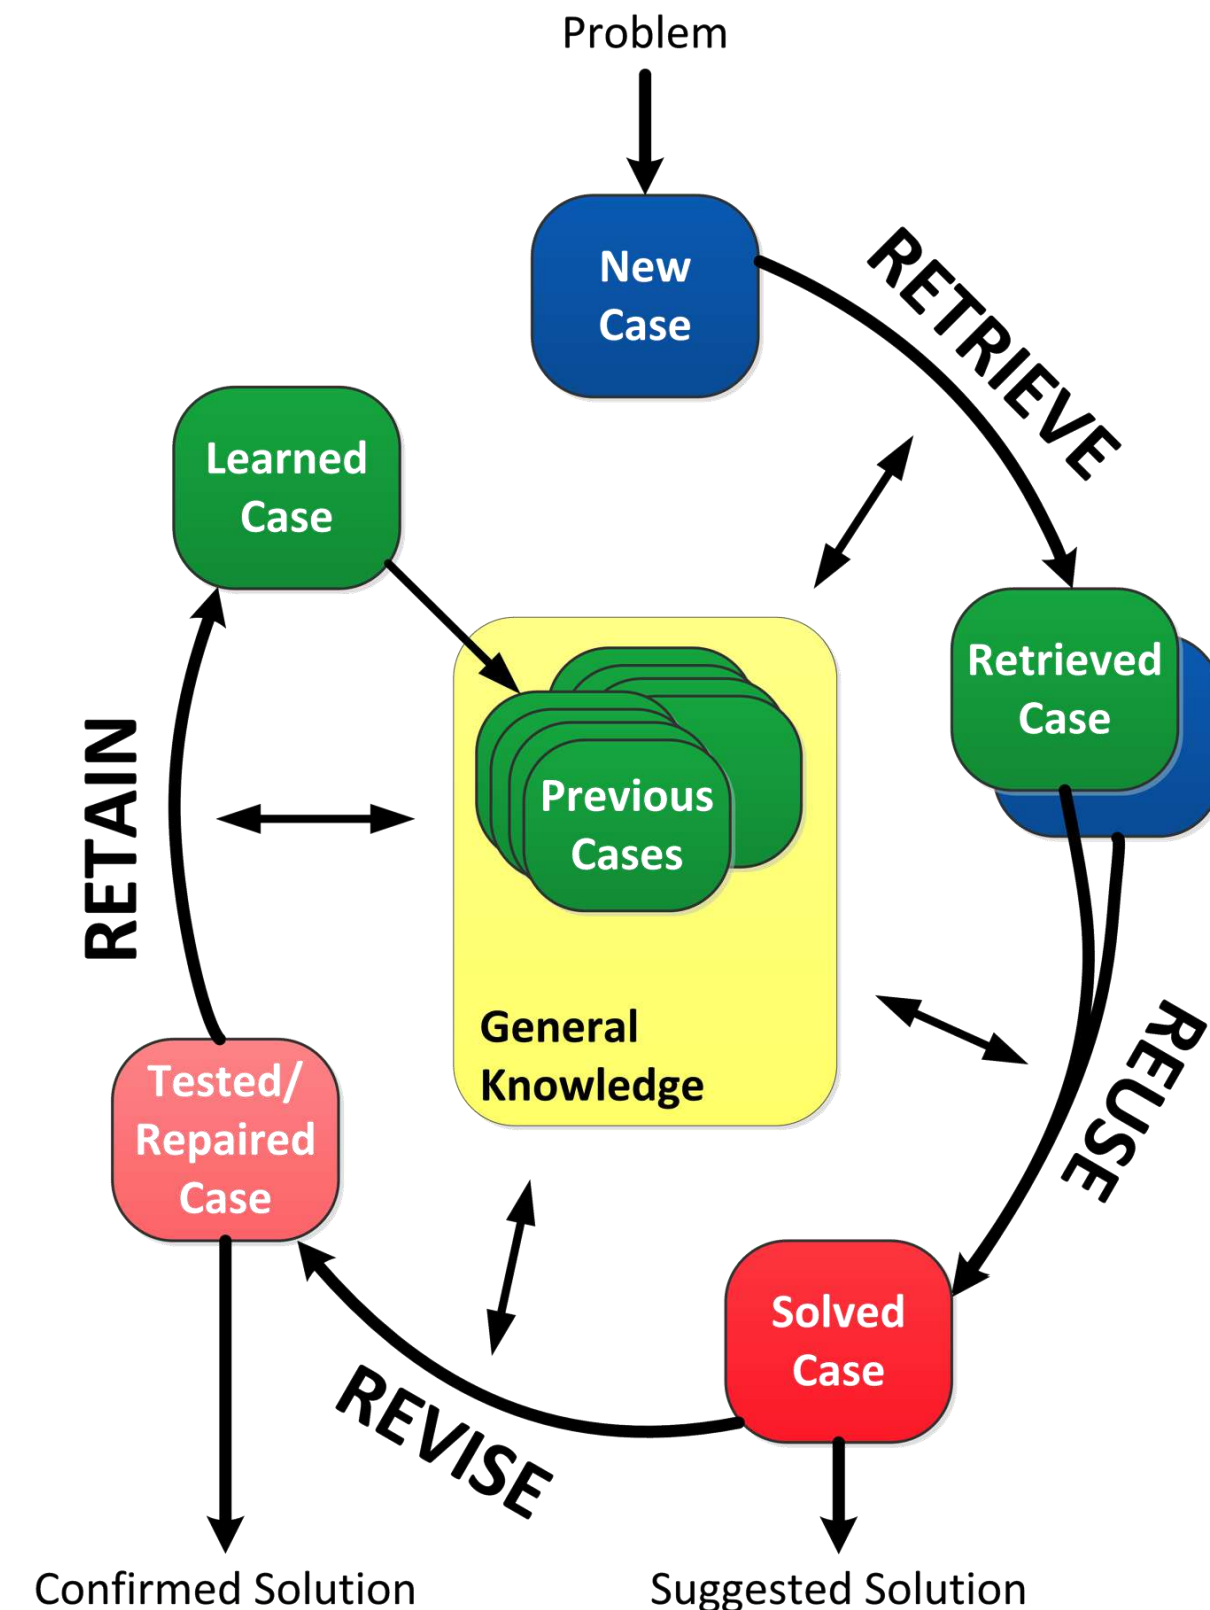 Problem
New
Case
RETRIEVE
Learned
Case
Retrieved
Case
Previous
Cases
RETAIN
General
Knowledge
REUSE
Tested/
Repaired
Case
Solved
Case
REVISE
Confirmed Solution
Suggested Solution